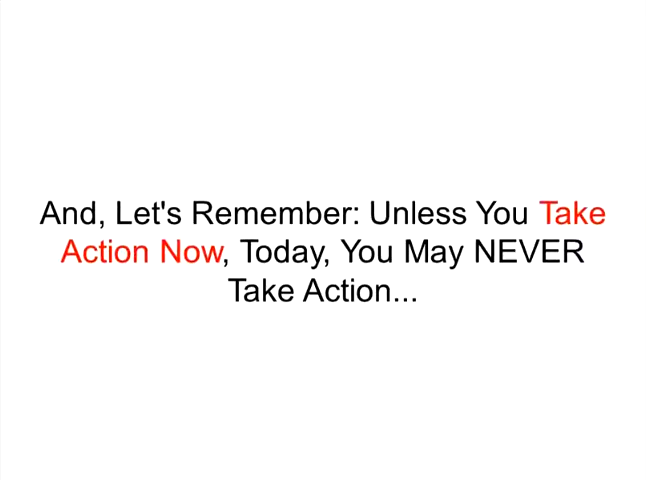 And, Let's Remember: Unless You Take
Action Now, Today, You May NEVER
Take Action...